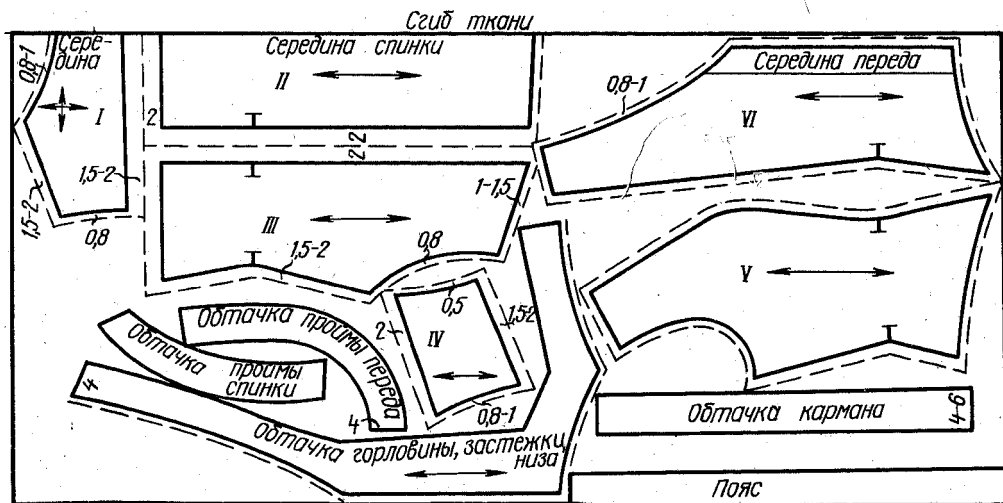 Сгиб ткани
0,8-1
Сере-
дина
I
1,5-2
0,8
1,5-2
Середина спинки
II
2
2 2
III
1-1,5
1,5-2
0,8
0,5
2
IV
1,5-2
0,8-1
0,8-1
Середина переда
VI
V
Обтачка проймы переда
4
Обтачка проймы
спинки
4
Обтачка горловины, застежки,
низа
Обтачка кармана
4-6
Пояс